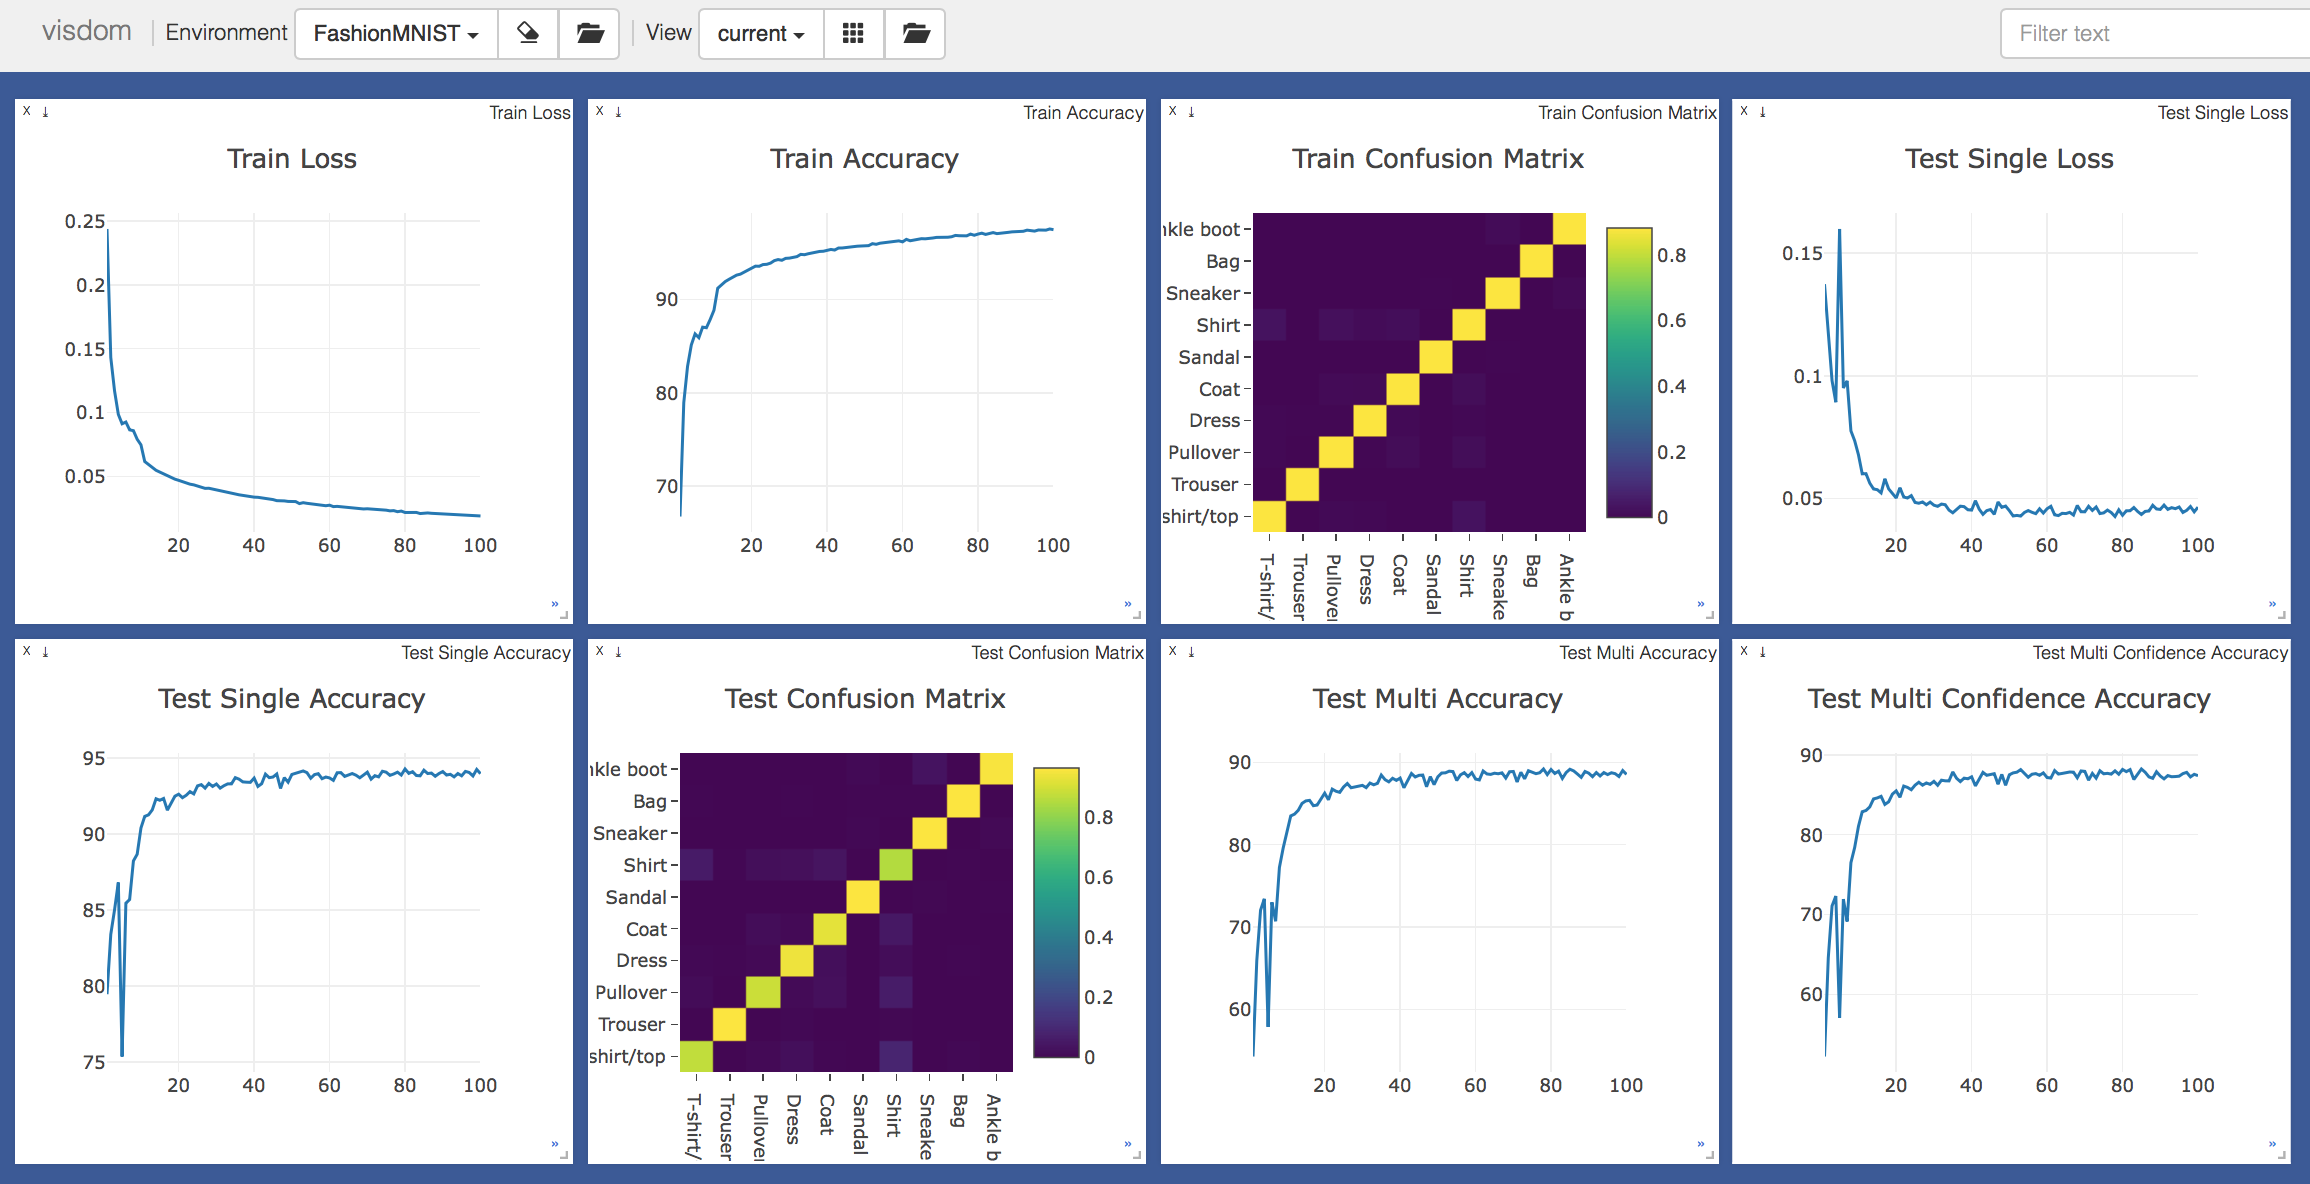 visdom Environment FashionMNIST View current Filter text
X Train Loss
Train Loss
0.25
0.2
0.15
0.1
0.05
20 40 60 80 100
»
X Train Accuracy
Train Accuracy
90
80
70
20 40 60 80 100
»
X Train Confusion Matrix
Train Confusion Matrix
nkle boot
Bag
Sneaker
Shirt
Sandal
Coat
Dress
Pullover
Trouser
shirt/top
T-shirt/
Trouser
Pullover
Dress
Coat
Sandal
Shirt
Sneake
Bag
Ankle b
0.8
0.6
0.4
0.2
0
»
X Test Single Loss
Test Single Loss
0.15
0.1
0.05
20 40 60 80 100
»
X Test Single Accuracy
Test Single Accuracy
95
90
85
80
75
20 40 60 80 100
»
X Test Confusion Matrix
Test Confusion Matrix
nkle boot
Bag
Sneaker
Shirt
Sandal
Coat
Dress
Pullover
Trouser
shirt/top
T-shirt/
Trouser
Pullover
Dress
Coat
Sandal
Shirt
Sneake
Bag
Ankle b
0.8
0.6
0.4
0.2
0
»
X Test Multi Accuracy
Test Multi Accuracy
90
80
70
60
20 40 60 80 100
»
X Test Multi Confidence Accuracy
Test Multi Confidence Accuracy
90
80
70
60
20 40 60 80 100
»